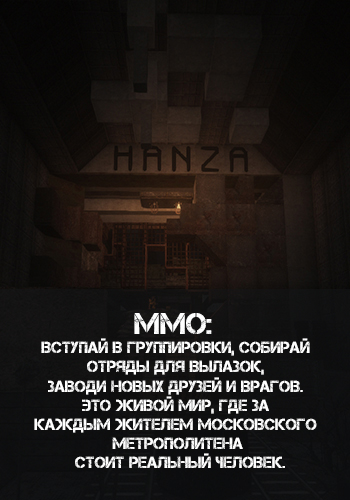 HANZA
ММО:
ВСТУПАЙ В ГРУППИРОВКИ, СОБИРАЙ
ОТРЯДЫ ДЛЯ ВЫЛАЗОК,
ЗАВОДИ НОВЫХ ДРУЗЕЙ И ВРАГОВ.
ЭТО ЖИВОЙ МИР, ГДЕ ЗА
КАЖДЫМ ЖИТЕЛЕМ МОСКОВСКОГО
МЕТРОПОЛИТЕНА
СТОИТ РЕАЛЬНЫЙ ЧЕЛОВЕК.